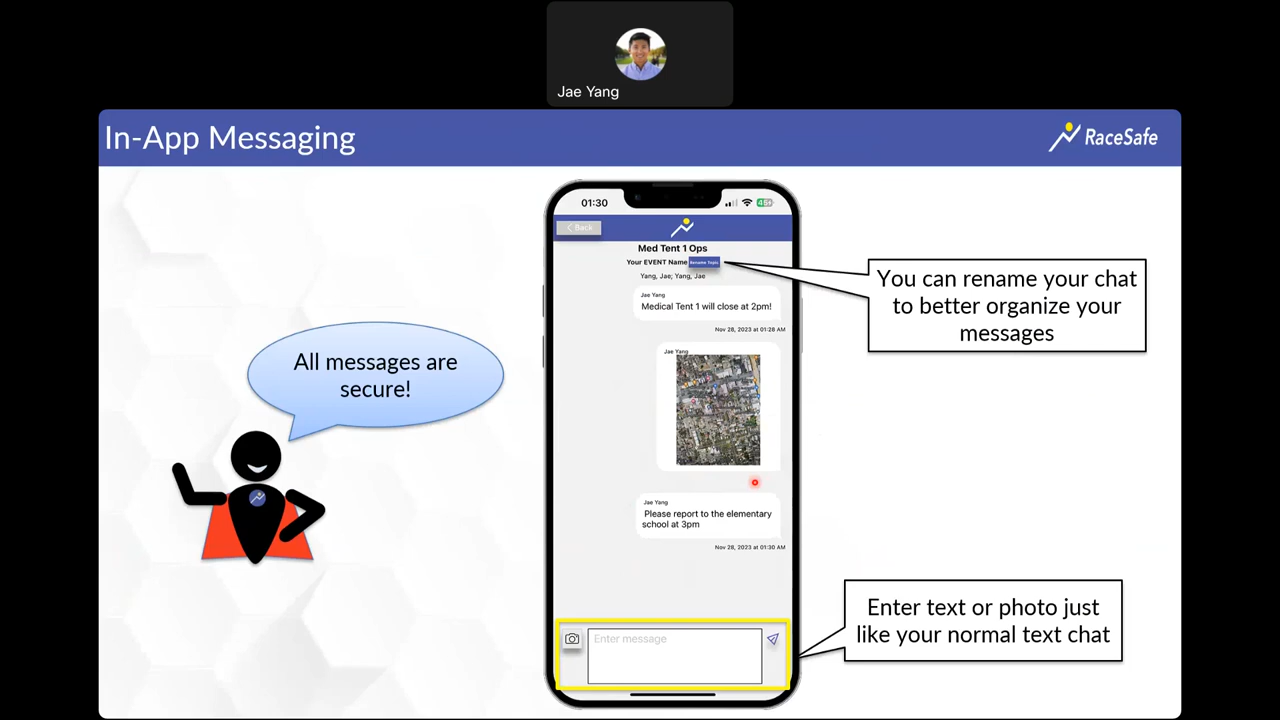 Jae Yang
In-App Messaging
RaceSafe
01:30
Back
Med Tent 1 Ops
Your EVENT Name
Rename Topic
Yang, Jae; Yang, Jae
Jae Yang
Medical Tent 1 will close at 2pm!
Nov 28, 2023 at 01:28 AM
Jae Yang
Jae Yang
Please report to the elementary
school at 3pm
Nov 28, 2023 at 01:30 AM
Enter message
You can rename your chat
to better organize your
messages
All messages are
secure!
Enter text or photo just
like your normal text chat